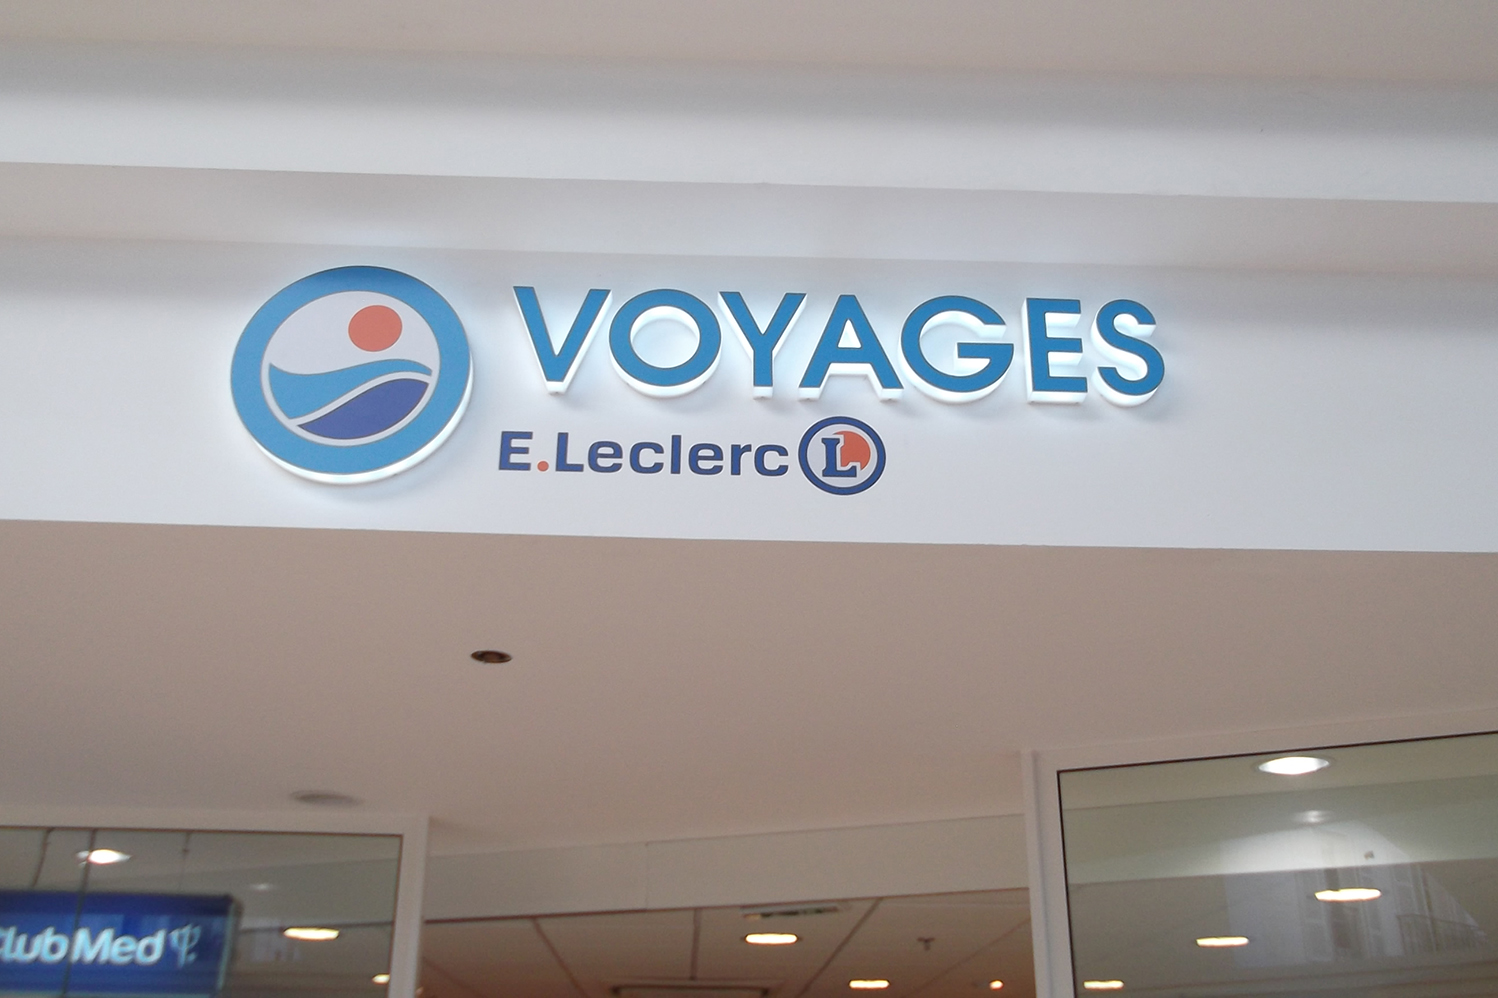 VOYAGES
E.Leclerc L
Club Med